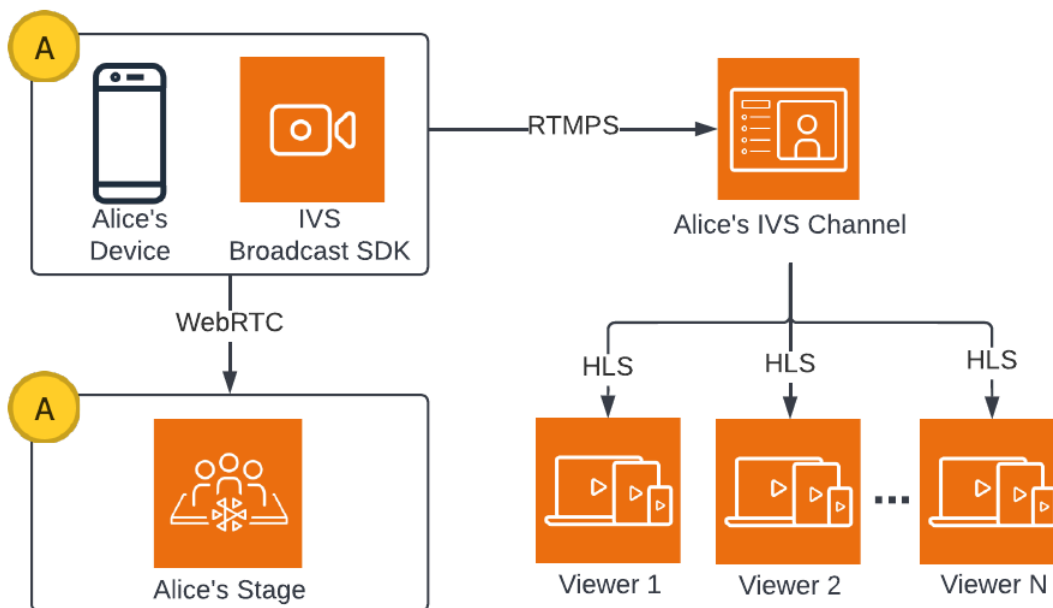 A
Alice's
Device
IVS
Broadcast SDK
RTMPS
Alice's IVS Channel
WebRTC
HLS
HLS
HLS
A
Alice's Stage
Viewer 1
Viewer 2
Viewer N